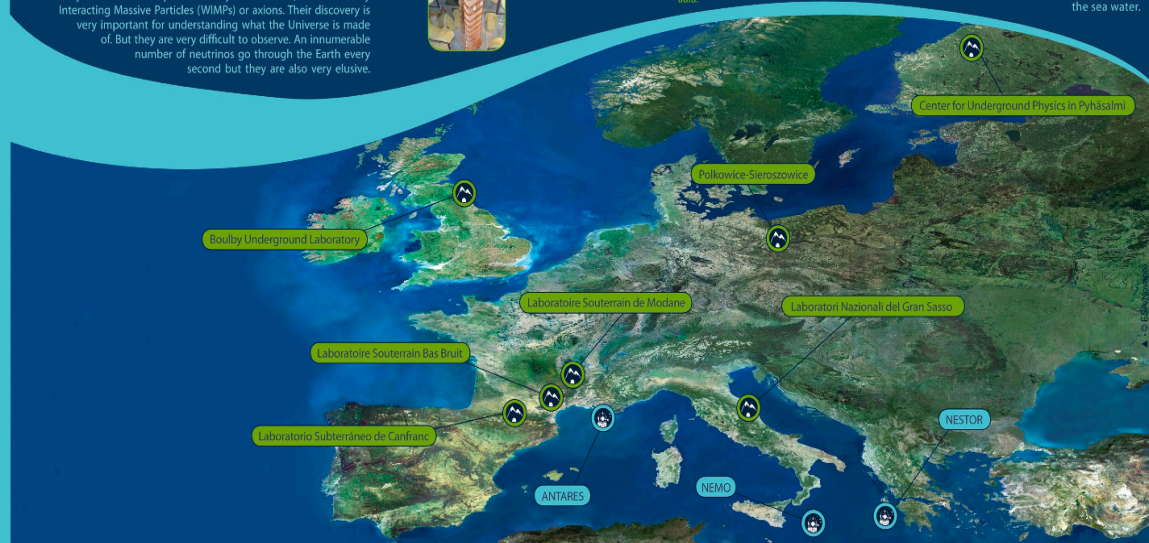 Interacting Massive Particles (WIMPs) or axions. Their discovery is
very important for understanding what the Universe is made
of. But they are very difficult to observe. An innumerable
number of neutrinos go through the Earth every
second but they are also very elusive.
the sea water.
Center for Underground Physics in Pyhäsalmi
Polkowice-Sieroszowice
Boulby Underground Laboratory
Laboratoire Souterrain de Modane
Laboratori Nazionali del Gran Sasso
Laboratoire Souterrain Bas Bruit
Laboratorio Subterráneo de Canfranc
NESTOR
ANTARES
NEMO